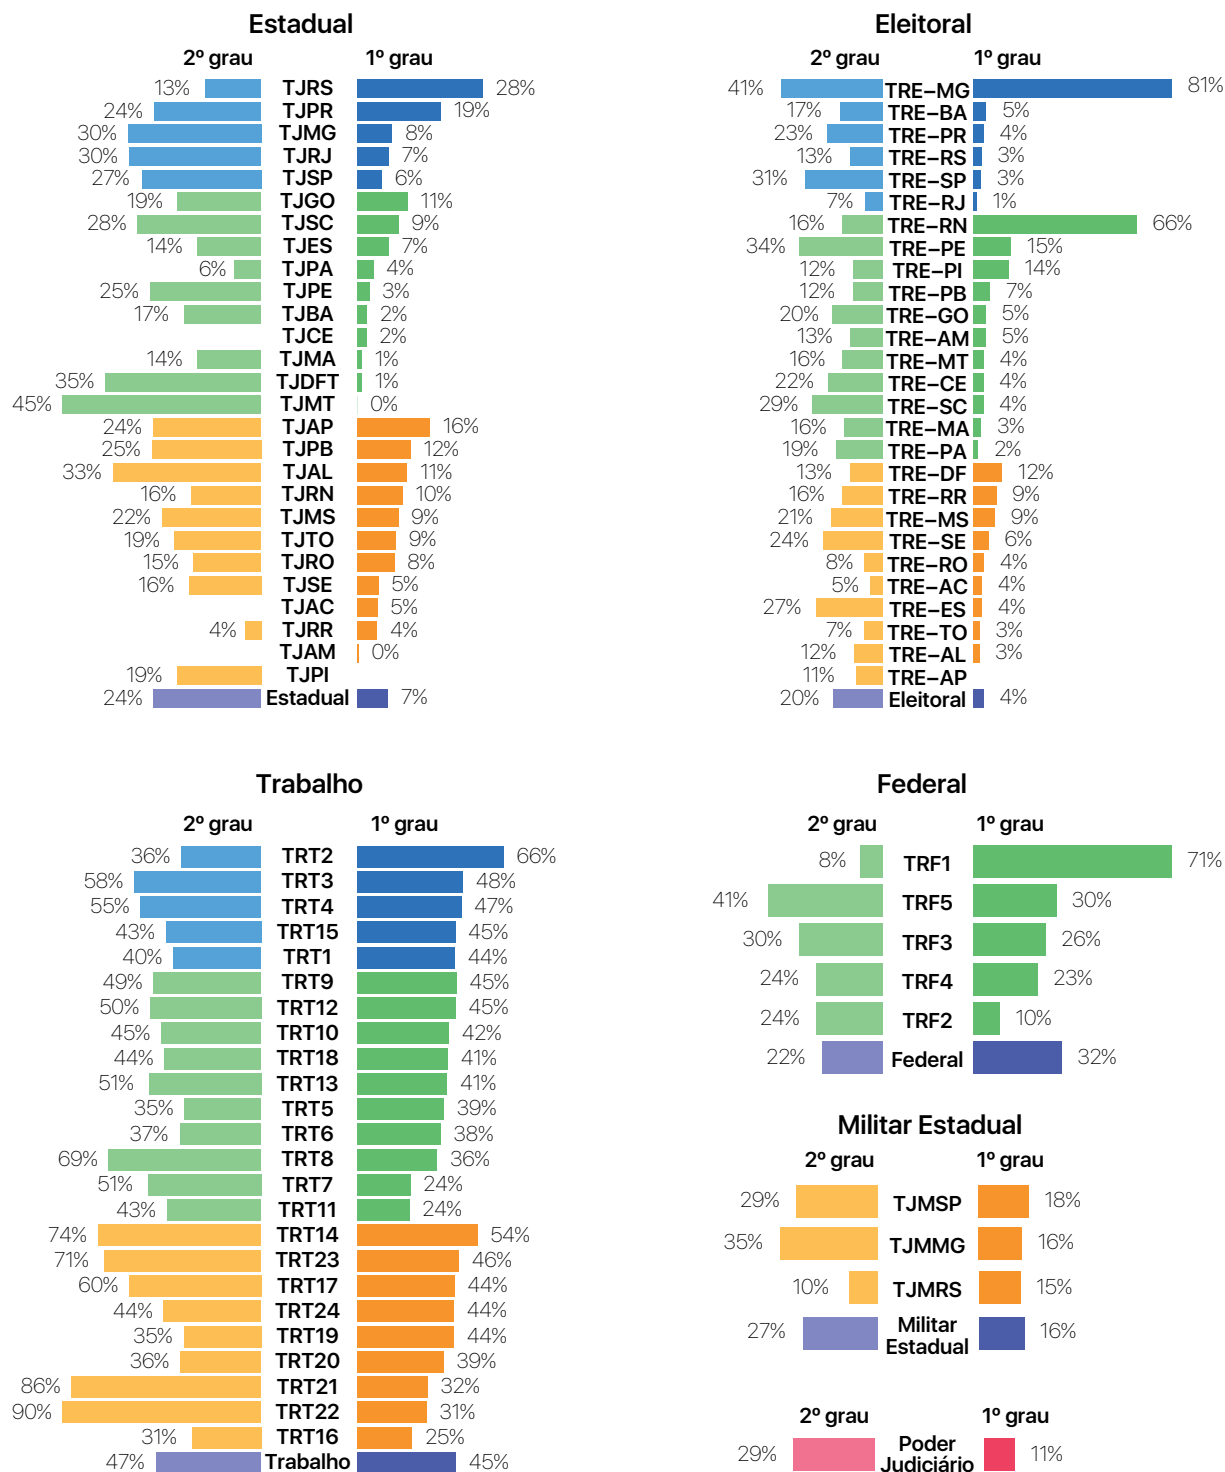 Estadual
2º grau 1º grau
13% TJRS 28%
24% TJPR 19%
30% TJMG 8%
30% TJRJ 7%
27% TJSP 6%
19% TJGO 11%
28% TJSC 9%
14% TJES 7%
6% TJPA 4%
25% TJPE 3%
17% TJBA 2%
TJCE 2%
14% TJMA 1%
35% TJDFT 1%
45% TJMT 0%
24% TJAP 16%
25% TJPB 12%
33% TJAL 11%
16% TJRN 10%
22% TJMS 9%
19% TJTO 9%
15% TJRO 8%
16% TJSE 5%
TJAC 5%
4% TJRR 4%
TJAM 0%
19% TJPI
24% Estadual 7%
Eleitoral
2º grau 1º grau
41% TRE–MG 81%
17% TRE–BA 5%
23% TRE–PR 4%
13% TRE–RS 3%
31% TRE–SP 3%
7% TRE–RJ 1%
16% TRE–RN 66%
34% TRE–PE 15%
12% TRE–PI 14%
12% TRE–PB 7%
20% TRE–GO 5%
13% TRE–AM 5%
16% TRE–MT 4%
22% TRE–CE 4%
29% TRE–SC 4%
16% TRE–MA 3%
19% TRE–PA 2%
13% TRE–DF 12%
16% TRE–RR 9%
21% TRE–MS 9%
24% TRE–SE 6%
8% TRE–RO 4%
5% TRE–AC 4%
27% TRE–ES 4%
7% TRE–TO 3%
12% TRE–AL 3%
11% TRE–AP
20% Eleitoral 4%
Trabalho
2º grau 1º grau
36% TRT2 66%
58% TRT3 48%
55% TRT4 47%
43% TRT15 45%
40% TRT1 44%
49% TRT9 45%
50% TRT12 45%
45% TRT10 42%
44% TRT18 41%
51% TRT13 41%
35% TRT5 39%
37% TRT6 38%
69% TRT8 36%
51% TRT7 24%
43% TRT11 24%
74% TRT14 54%
71% TRT23 46%
60% TRT17 44%
44% TRT24 44%
35% TRT19 44%
36% TRT20 39%
86% TRT21 32%
90% TRT22 31%
31% TRT16 25%
47% Trabalho 45%
Federal
2º grau 1º grau
8% TRF1 71%
41% TRF5 30%
30% TRF3 26%
24% TRF4 23%
24% TRF2 10%
22% Federal 32%
Militar Estadual
2º grau 1º grau
29% TJMSP 18%
35% TJMMG 16%
10% TJMRS 15%
27% Militar 16%
Estadual
2º grau 1º grau
29% Poder 11%
Judiciário